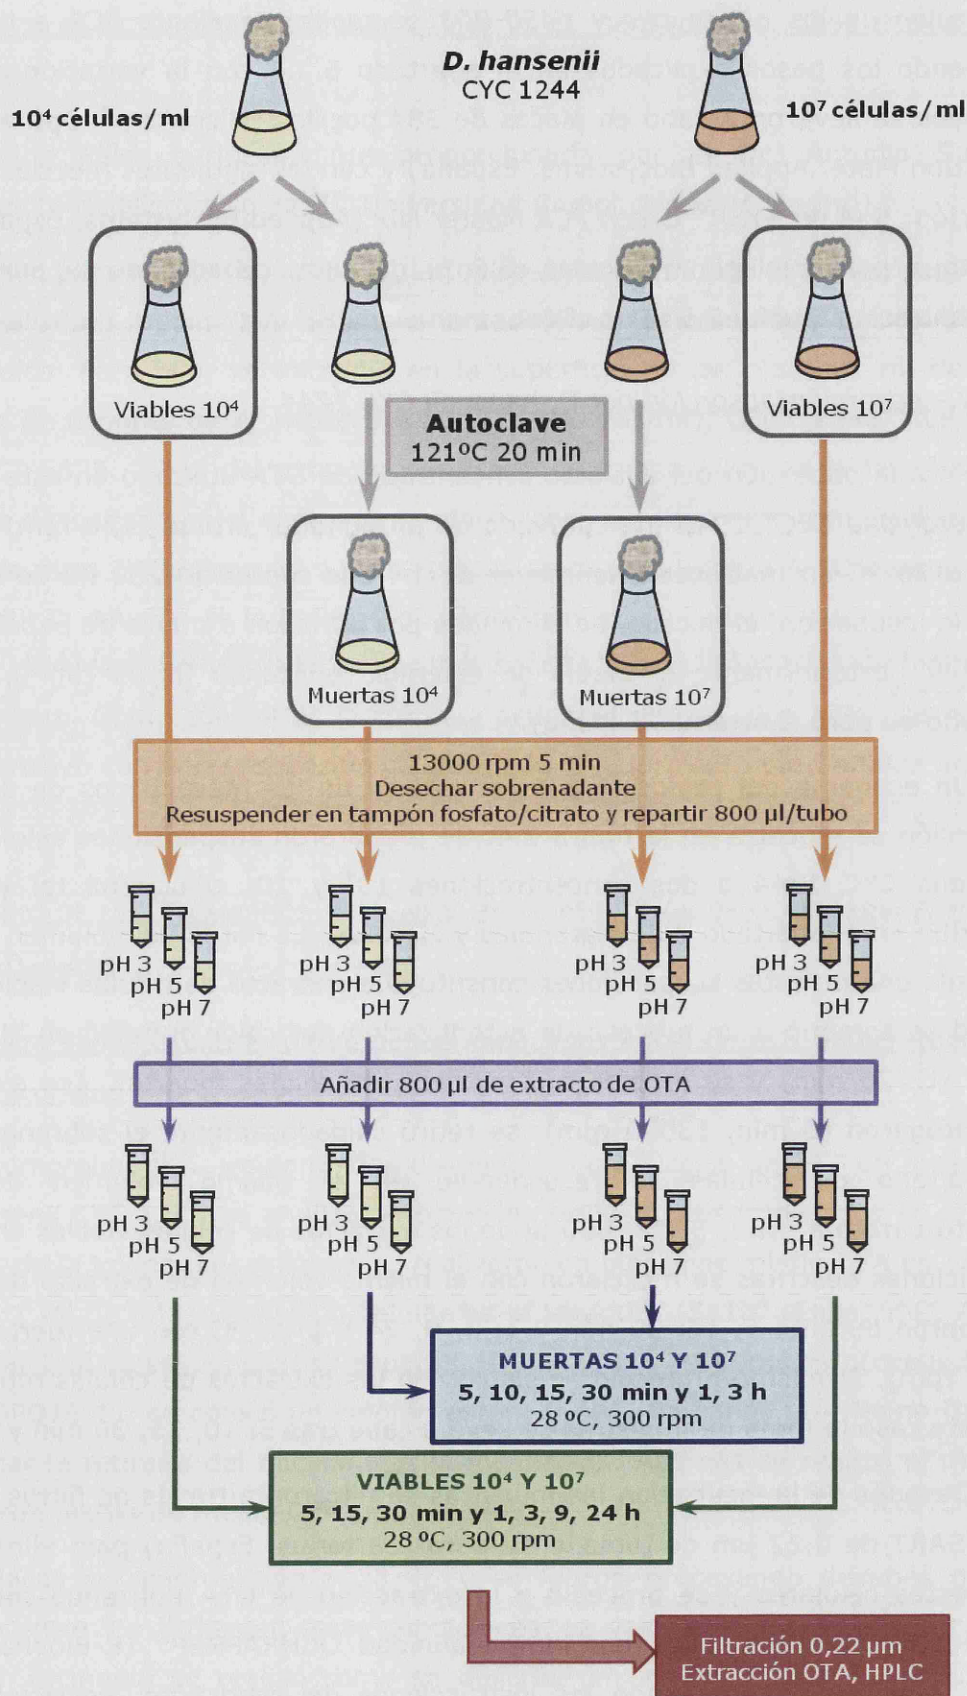 D. hansenii
CYC 1244
10⁴ células/ml
10⁷ células/ml
Viables 10⁴
Viables 10⁷
Autoclave
121ºC 20 min
Muertas 10⁴
Muertas 10⁷
13000 rpm 5 min
Desechar sobrenadante
Resuspender en tampón fosfato/citrato y repartir 800 µl/tubo
pH 3
pH 5
pH 7
pH 3
pH 5
pH 7
pH 3
pH 5
pH 7
pH 3
pH 5
pH 7
Añadir 800 µl de extracto de OTA
pH 3
pH 5
pH 7
pH 3
pH 5
pH 7
pH 3
pH 5
pH 7
pH 3
pH 5
pH 7
MUERTAS 10⁴ Y 10⁷
5, 10, 15, 30 min y 1, 3 h
28 ºC, 300 rpm
VIABLES 10⁴ Y 10⁷
5, 15, 30 min y 1, 3, 9, 24 h
28 ºC, 300 rpm
Filtración 0,22 µm
Extracción OTA, HPLC